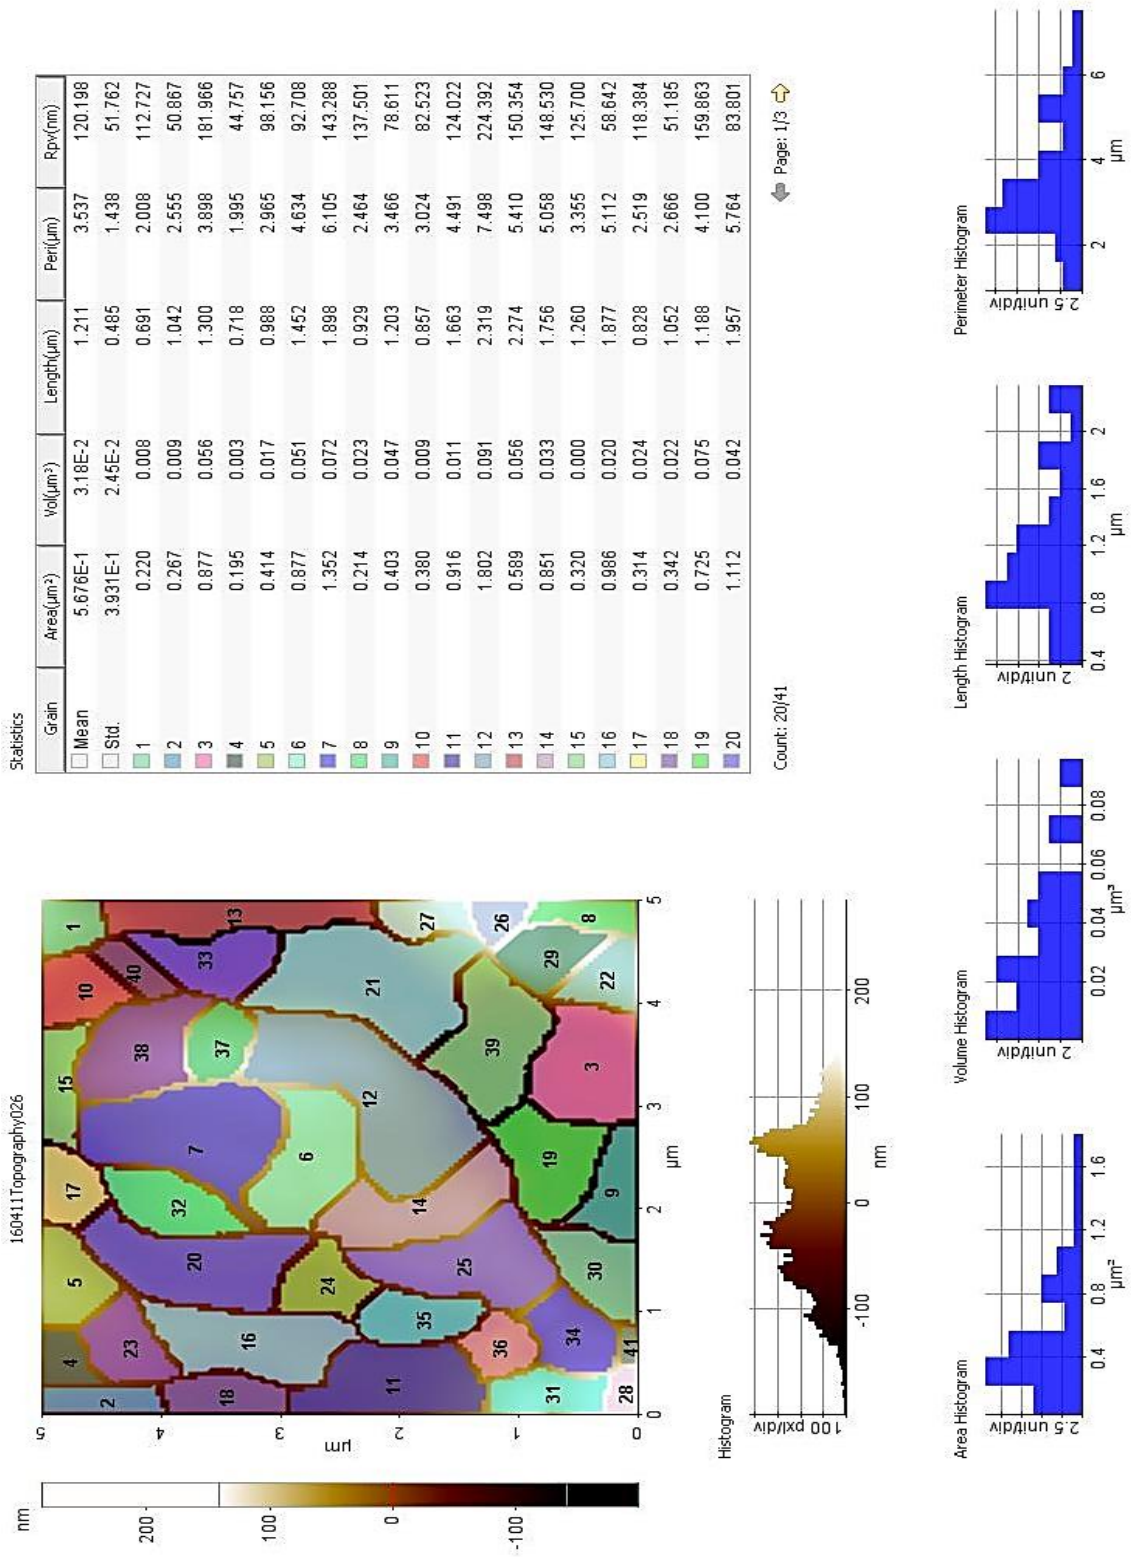 160411Topography026
nm
200
100
0
-100
5
4
3
2
1
0
µm
0
1
2
3
4
5
µm
2
4
5
17
15
10
1
23
20
32
7
38
40
33
13
18
16
24
6
37
12
21
11
35
25
14
39
27
31
36
34
30
19
9
3
29
26
22
8
28
41
Statistics
Grain Area(µm²) Vol(µm³) Length(µm) Peri(µm) Rpv(nm)
Mean 5.676E-1 3.18E-2 1.211 3.537 120.198
Std. 3.931E-1 2.45E-2 0.485 1.438 51.762
1 0.220 0.008 0.691 2.008 112.727
2 0.267 0.009 1.042 2.555 50.867
3 0.877 0.056 1.300 3.898 181.966
4 0.195 0.003 0.718 1.995 44.757
5 0.414 0.017 0.988 2.965 98.156
6 0.877 0.051 1.452 4.634 92.708
7 1.352 0.072 1.898 6.105 143.288
8 0.214 0.023 0.929 2.464 137.501
9 0.403 0.047 1.203 3.466 78.611
10 0.380 0.009 0.857 3.024 82.523
11 0.916 0.011 1.663 4.491 124.022
12 1.802 0.091 2.319 7.498 224.392
13 0.589 0.056 2.274 5.410 150.354
14 0.851 0.033 1.756 5.058 148.530
15 0.320 0.000 1.260 3.355 125.700
16 0.986 0.020 1.877 5.112 58.642
17 0.314 0.024 0.828 2.519 118.384
18 0.342 0.022 1.052 2.666 51.185
19 0.725 0.075 1.188 4.100 159.863
20 1.112 0.042 1.957 5.764 83.801
Count: 20/41
Page: 1/3
Histogram
100 pxl/div
-100 0 100 200
nm
Area Histogram
2.5 unit/div
0.4 0.8 1.2 1.6
µm²
Volume Histogram
2 unit/div
0.02 0.04 0.06 0.08
µm³
Length Histogram
2 unit/div
0.4 0.8 1.2 1.6 2
µm
Perimeter Histogram
2.5 unit/div
2 4 6
µm